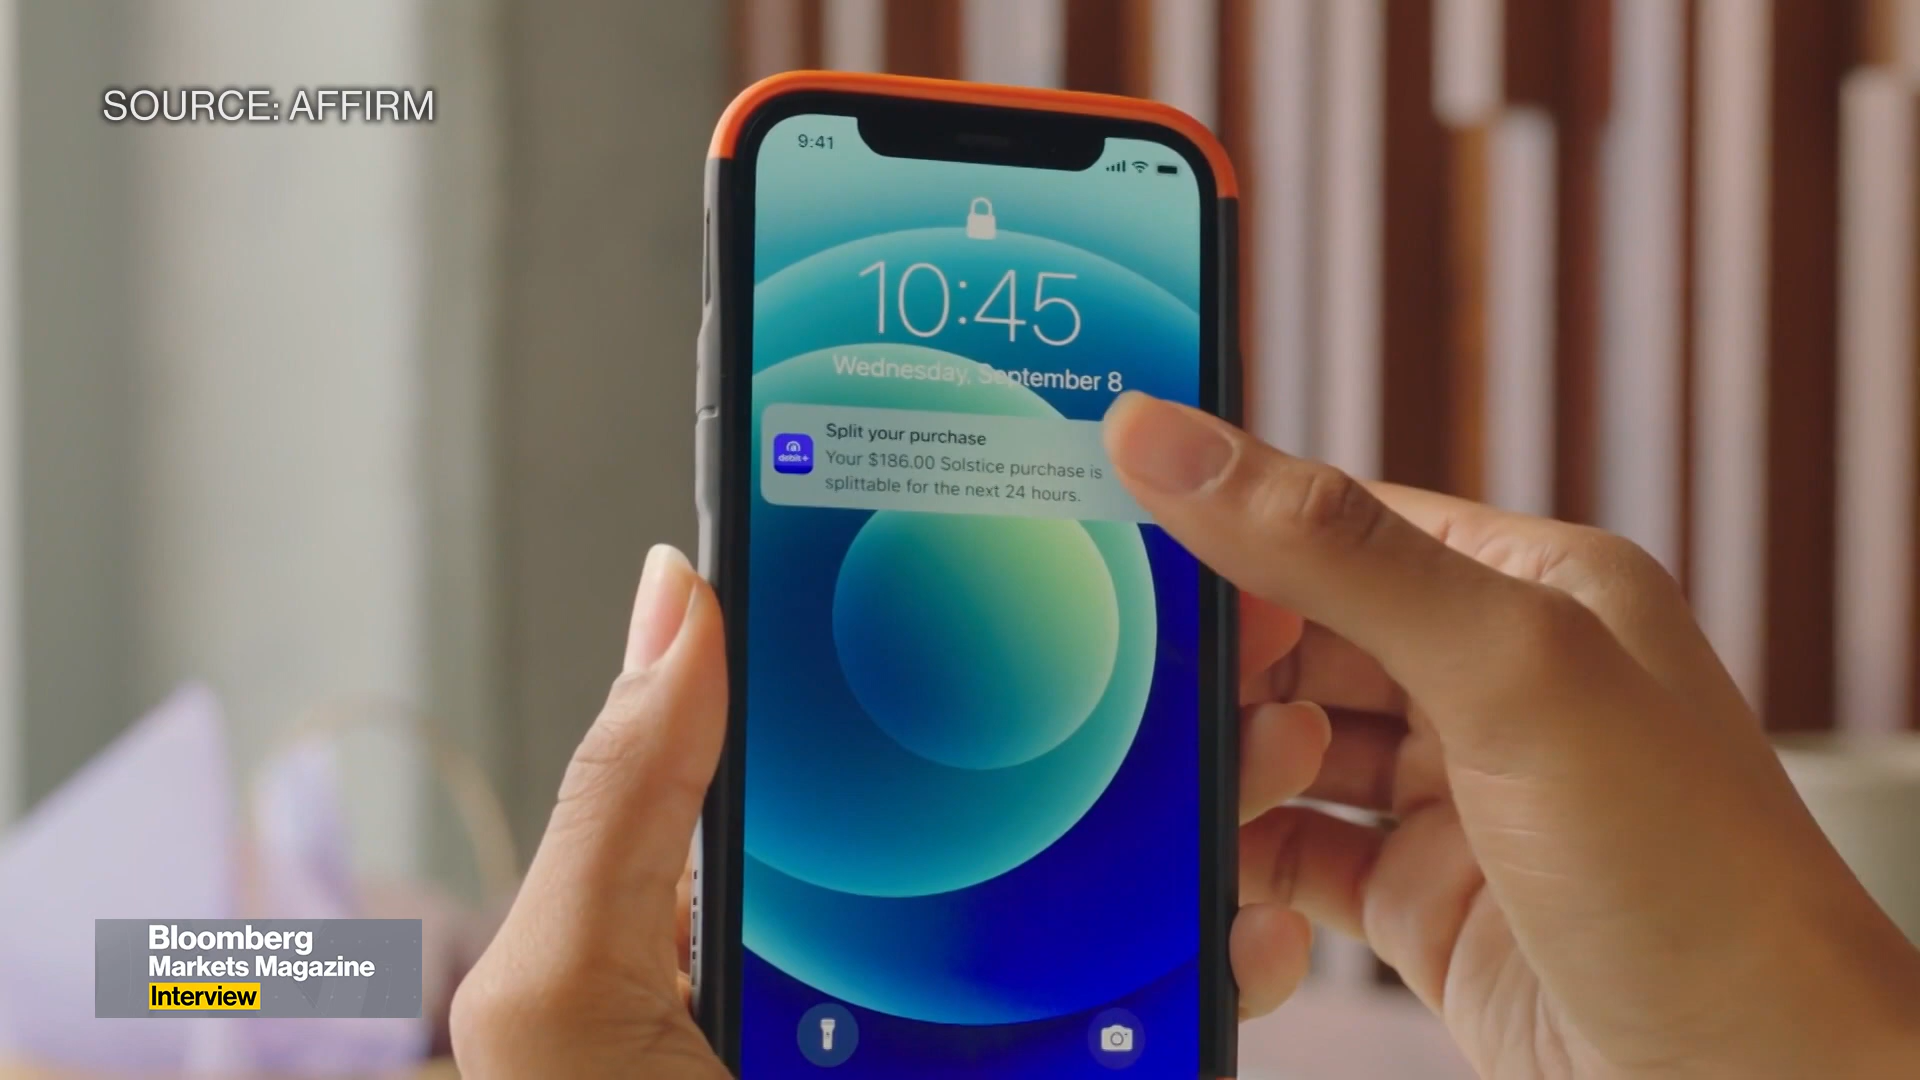 SOURCE: AFFIRM
9:41
10:45
Wednesday, September 8
Split your purchase
Your $186.00 Solstice purchase is
splittable for the next 24 hours.
debit+
Bloomberg
Markets Magazine
Interview